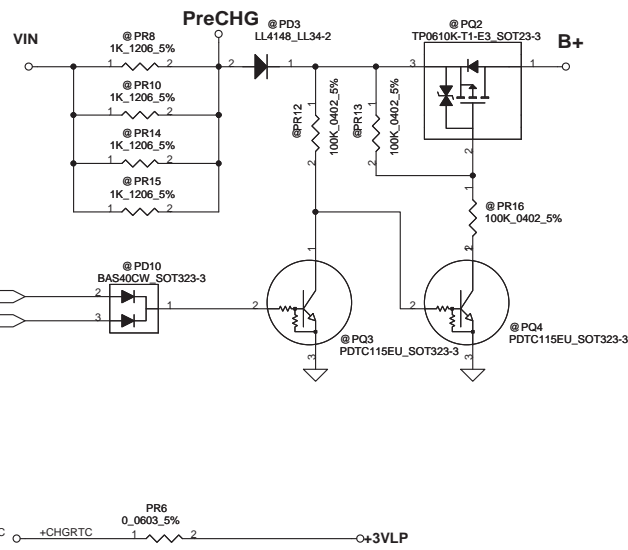 VIN
@PR8
1K_1206_5%
1 2
PreCHG
@PD3
LL4148_LL34-2
2 1
@PQ2
TP0610K-T1-E3_SOT23-3
3 1
2
B+
@PR10
1K_1206_5%
1 2
@PR14
1K_1206_5%
1 2
@PR15
1K_1206_5%
1 2
@PR12
100K_0402_5%
1
2
@PR13
100K_0402_5%
1
2
@PR16
100K_0402_5%
1
2
@PD10
BAS40CW_SOT323-3
2
3
1
@PQ3
PDTC115EU_SOT323-3
1
2
3
@PQ4
PDTC115EU_SOT323-3
1
2
3
PR6
0_0603_5%
C
+CHGRTC
1 2
+3VLP